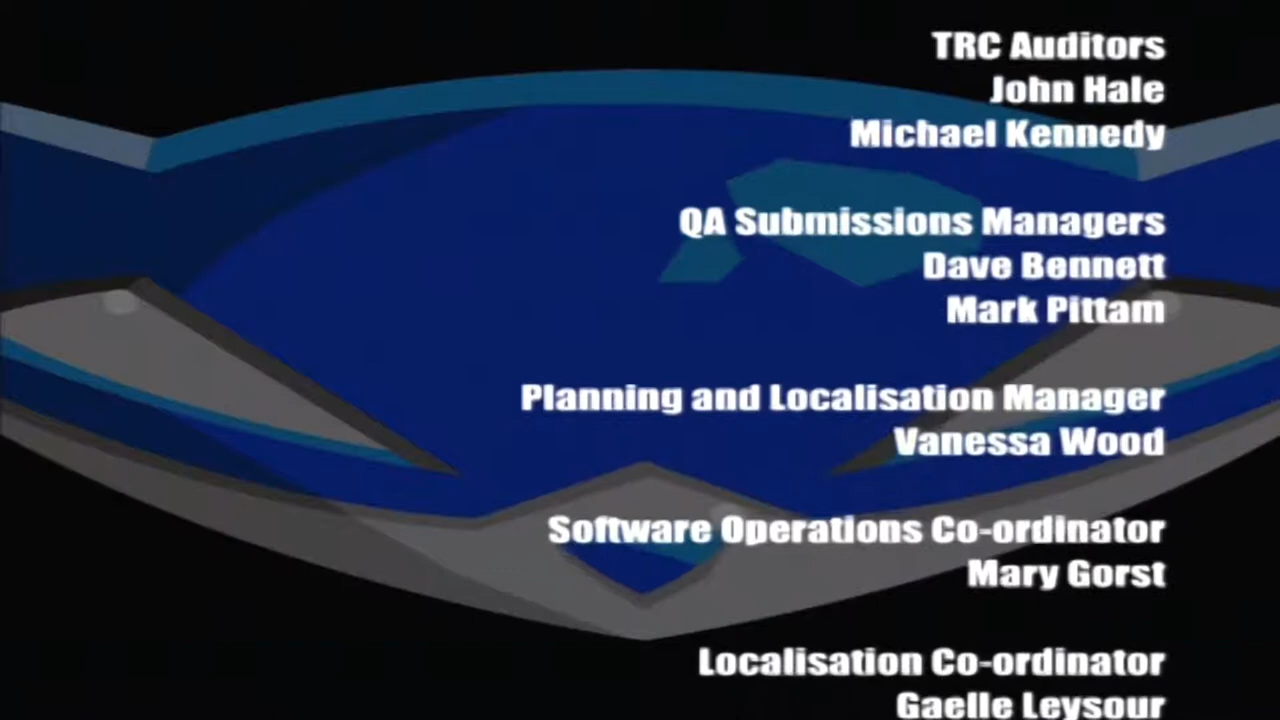 TRC Auditors
John Hale
Michael Kennedy
QA Submissions Managers
Dave Bennett
Mark Pittam
Planning and Localisation Manager
Vanessa Wood
Software Operations Co-ordinator
Mary Gorst
Localisation Co-ordinator
Gaelle Leysour